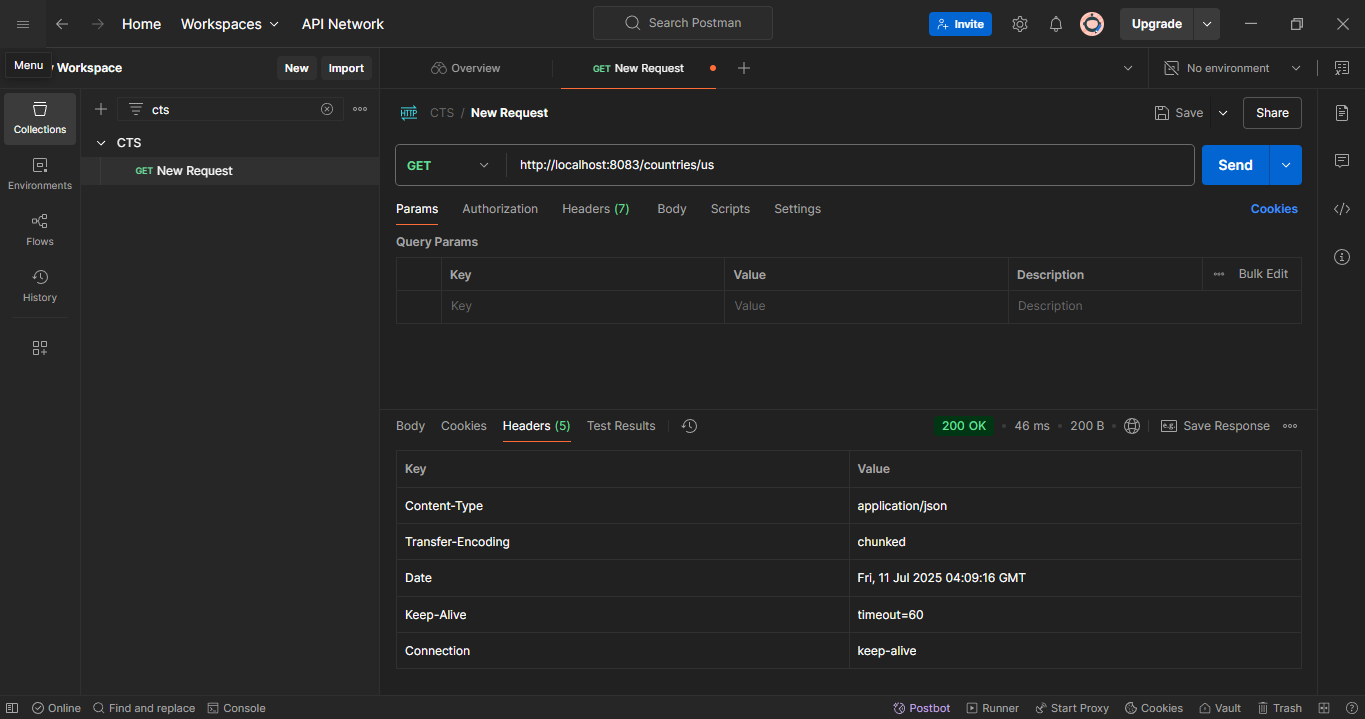 Home Workspaces API Network Search Postman Invite Upgrade
Menu Workspace New Import Overview GET New Request No environment
cts
Collections
CTS
GET New Request
Environments
Flows
History
HTTP CTS / New Request Save Share
GET http://localhost:8083/countries/us Send
Params Authorization Headers (7) Body Scripts Settings Cookies
Query Params
Key Value Description Bulk Edit
Key Value Description
Body Cookies Headers (5) Test Results 200 OK 46 ms 200 B e.g. Save Response
Key Value
Content-Type application/json
Transfer-Encoding chunked
Date Fri, 11 Jul 2025 04:09:16 GMT
Keep-Alive timeout=60
Connection keep-alive
Online Find and replace Console Postbot Runner Start Proxy Cookies Vault Trash